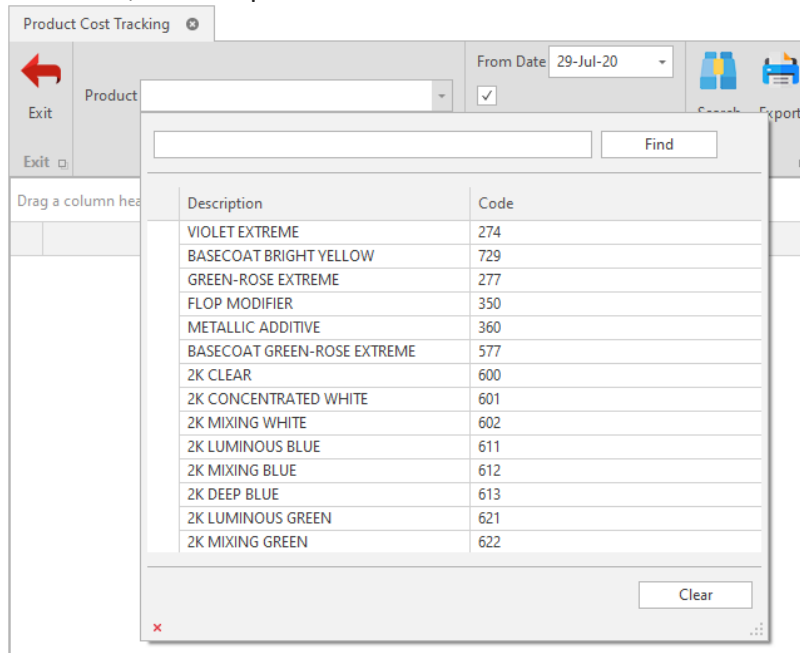 Product Cost Tracking
From Date 29-Jul-20
Product
Exit
Export
Find
Exit
Drag a column hea
Description Code
VIOLET EXTREME 274
BASECOAT BRIGHT YELLOW 729
GREEN-ROSE EXTREME 277
FLOP MODIFIER 350
METALLIC ADDITIVE 360
BASECOAT GREEN-ROSE EXTREME 577
2K CLEAR 600
2K CONCENTRATED WHITE 601
2K MIXING WHITE 602
2K LUMINOUS BLUE 611
2K MIXING BLUE 612
2K DEEP BLUE 613
2K LUMINOUS GREEN 621
2K MIXING GREEN 622
Clear